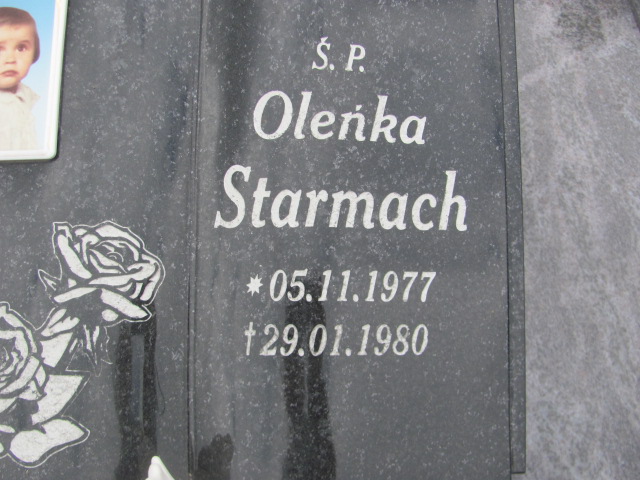 Ś. P.
Oleńka
Starmach
* 05.11.1977
† 29.01.1980